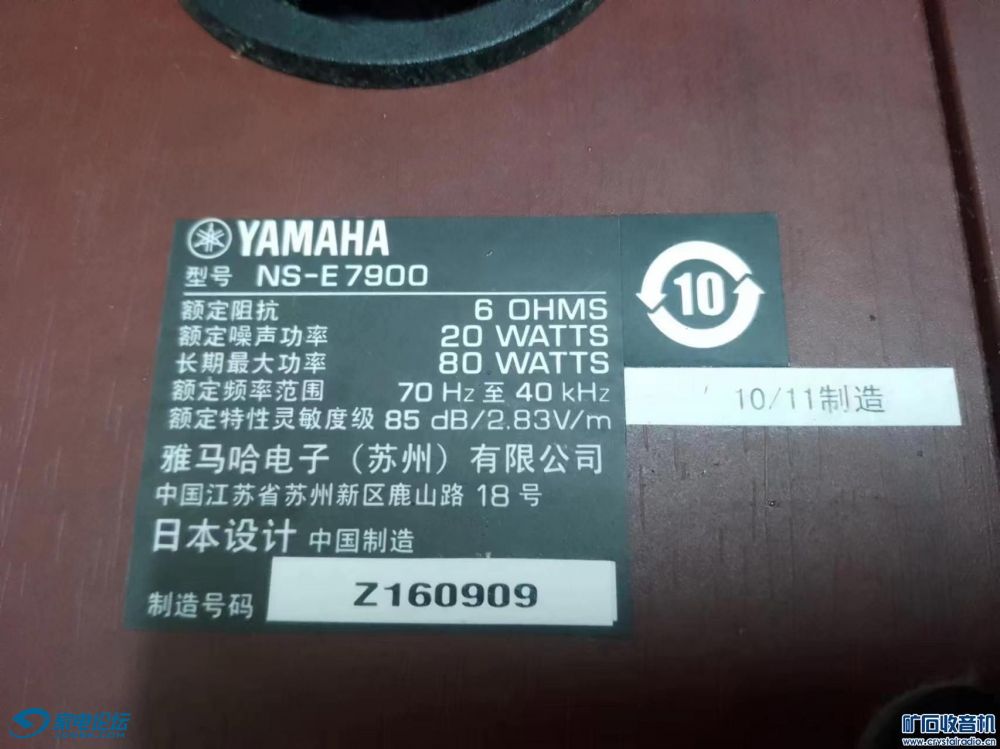 YAMAHA
型号 NS-E7900
额定阻抗 6 OHMS
额定噪声功率 20 WATTS
长期最大功率 80 WATTS
额定频率范围 70 Hz 至 40 kHz
额定特性灵敏度级 85 dB/2.83V/m
雅马哈电子（苏州）有限公司
中国江苏省苏州新区鹿山路 18 号
日本设计 中国制造
制造号码 Z160909
10
10/11制造
家电论坛
矿石收音机
www.crystalradio.cn